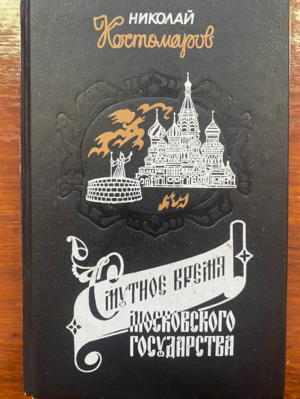 НИКОЛАЙ
Костомаров
СМУТНОЕ ВРЕМЯ
МОСКОВСКОГО
ГОСУДАРСТВА